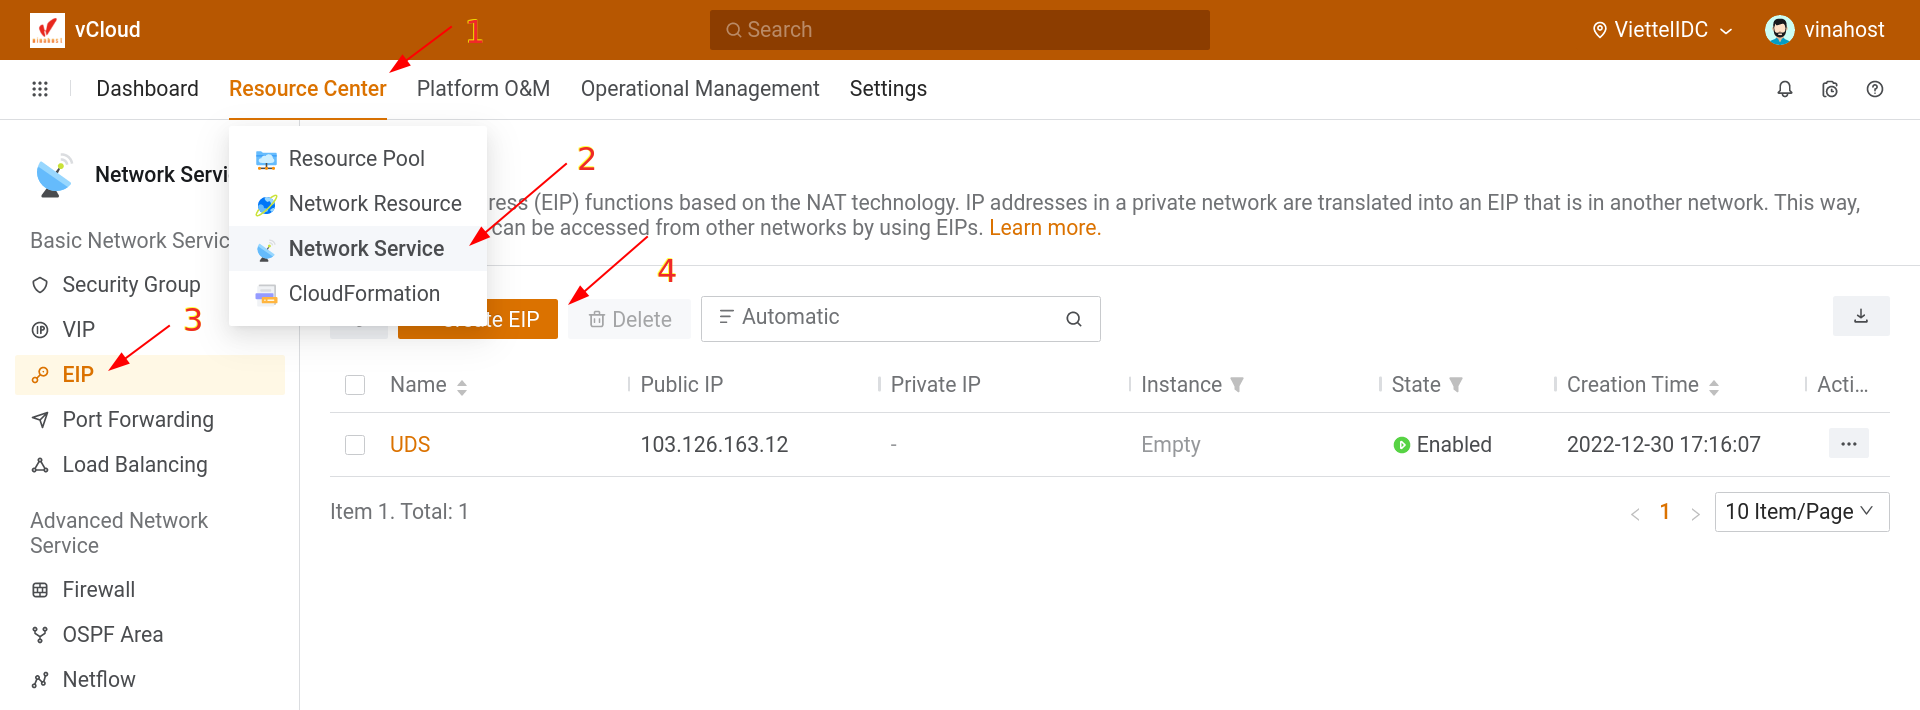 vCloud
Search
ViettelIDC
vinahost
1
Dashboard
Resource Center
Platform O&M
Operational Management
Settings
Resource Pool
Network Resource
Network Service
CloudFormation
2
Network Servi
(EIP) functions based on the NAT technology. IP addresses in a private network are translated into an EIP that is in another network. This way,
can be accessed from other networks by using EIPs. Learn more.
Basic Network Servic
Security Group
VIP
3
EIP
Port Forwarding
Load Balancing
Advanced Network
Service
Firewall
OSPF Area
Netflow
4
EIP
Delete
Automatic
Name
Public IP
Private IP
Instance
State
Creation Time
Acti...
UDS
103.126.163.12
-
Empty
Enabled
2022-12-30 17:16:07
Item 1. Total: 1
1
10 Item/Page